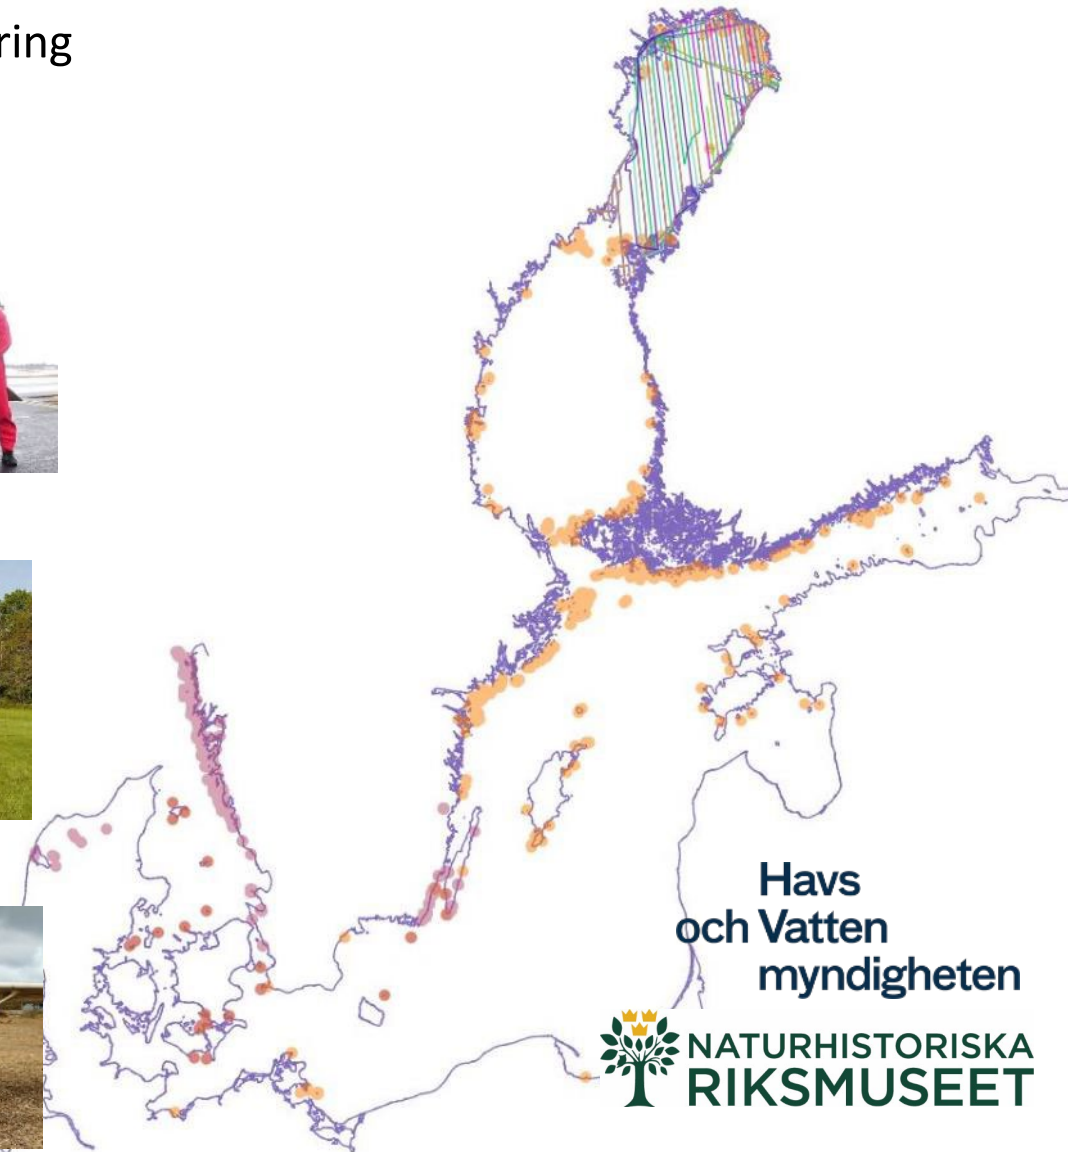 ring
Havs
och Vatten
myndigheten
NATURHISTORISKA
RIKSMUSEET